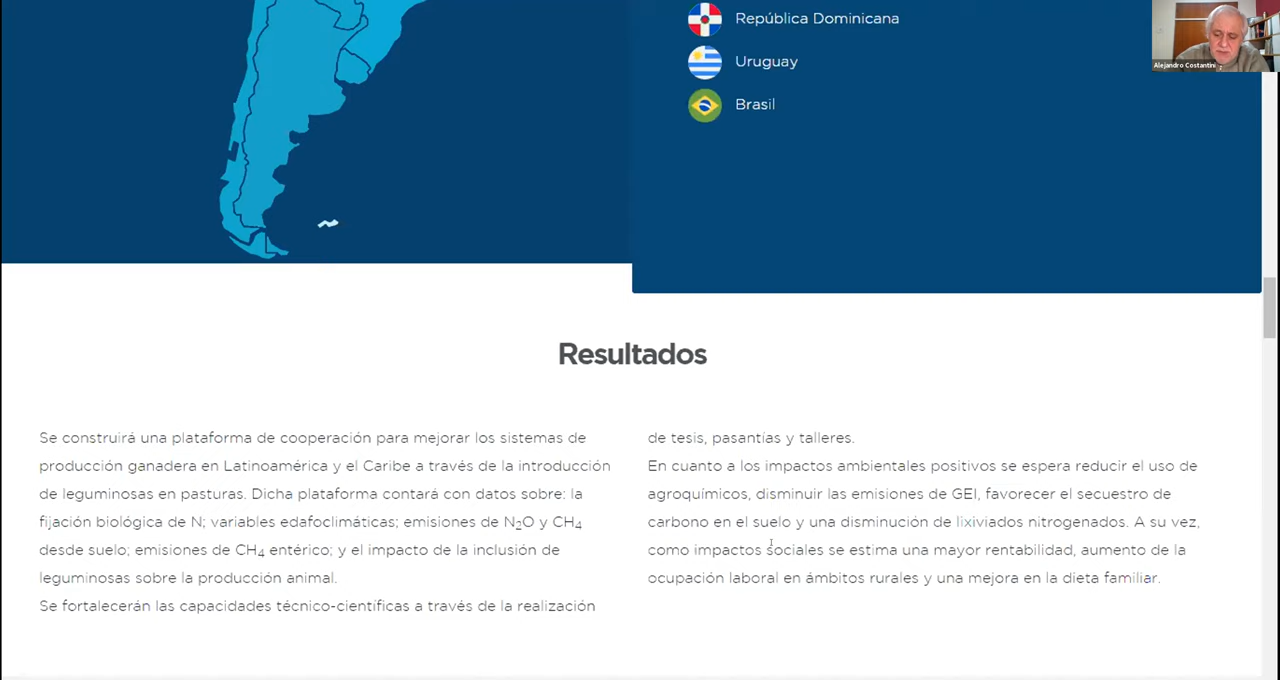 República Dominicana
Uruguay
Brasil
Alejandro Costantini
Resultados
Se construirá una plataforma de cooperación para mejorar los sistemas de
producción ganadera en Latinoamérica y el Caribe a través de la introducción
de leguminosas en pasturas. Dicha plataforma contará con datos sobre: la
fijación biológica de N; variables edafoclimáticas; emisiones de N₂O y CH₄
desde suelo; emisiones de CH₄ entérico; y el impacto de la inclusión de
leguminosas sobre la producción animal.
Se fortalecerán las capacidades técnico-científicas a través de la realización
de tesis, pasantías y talleres.
En cuanto a los impactos ambientales positivos se espera reducir el uso de
agroquímicos, disminuir las emisiones de GEI, favorecer el secuestro de
carbono en el suelo y una disminución de lixiviados nitrogenados. A su vez,
como impactos sociales se estima una mayor rentabilidad, aumento de la
ocupación laboral en ámbitos rurales y una mejora en la dieta familiar.